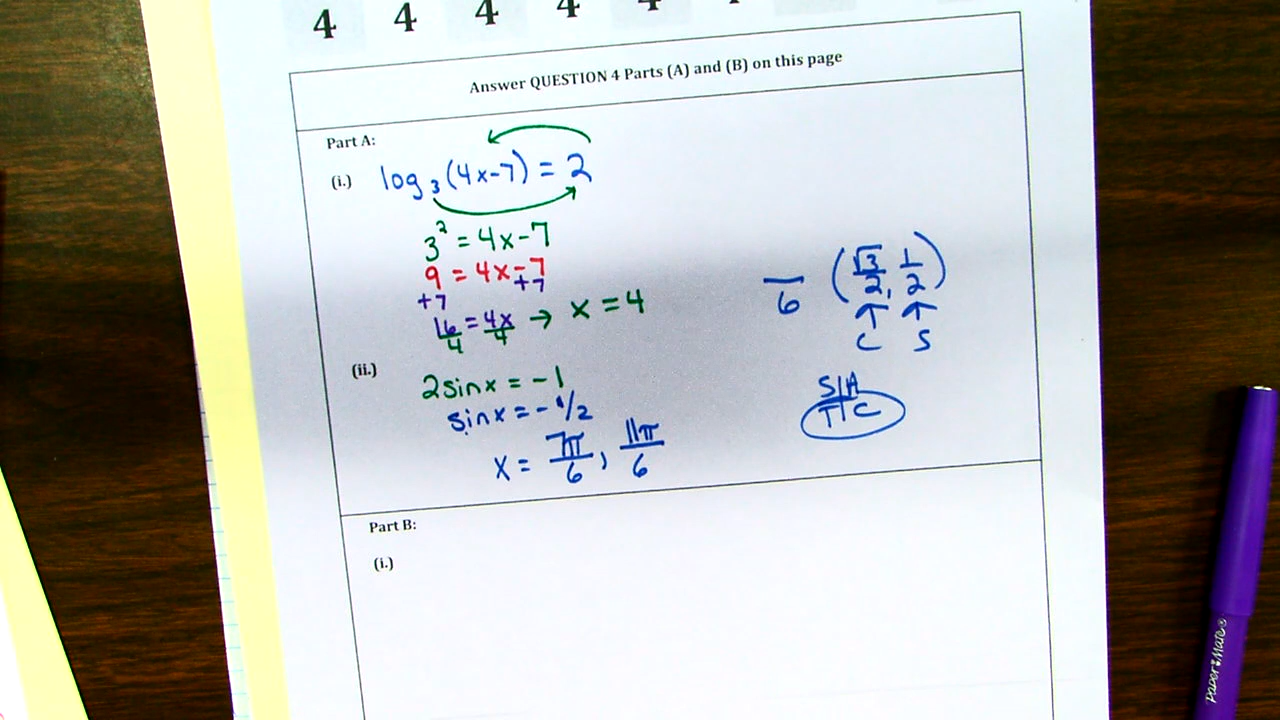 4 4 4 4 4
Answer QUESTION 4 Parts (A) and (B) on this page
Part A:
(i.) log₃(4x-7) = 2
3² = 4x-7
9 = 4x-7
+7 +7
16/4 = 4x/4 → x = 4
(ii.)
2sinx = -1
sinx = -1/2
x = 7π/6, 11π/6
—/6 (√3/2, 1/2)
↑ ↑
C S
S|A
T|C
Part B:
(i.)
Paper Mate®